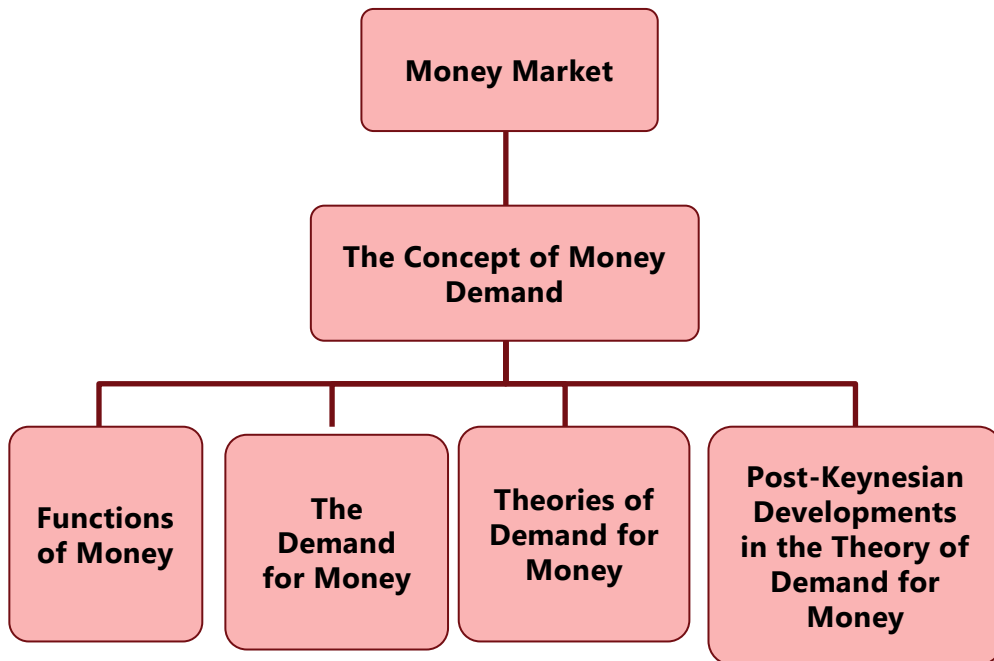 Money Market
The Concept of Money
Demand
Functions
of Money
The
Demand
for Money
Theories of
Demand for
Money
Post-Keynesian
Developments
in the Theory of
Demand for
Money